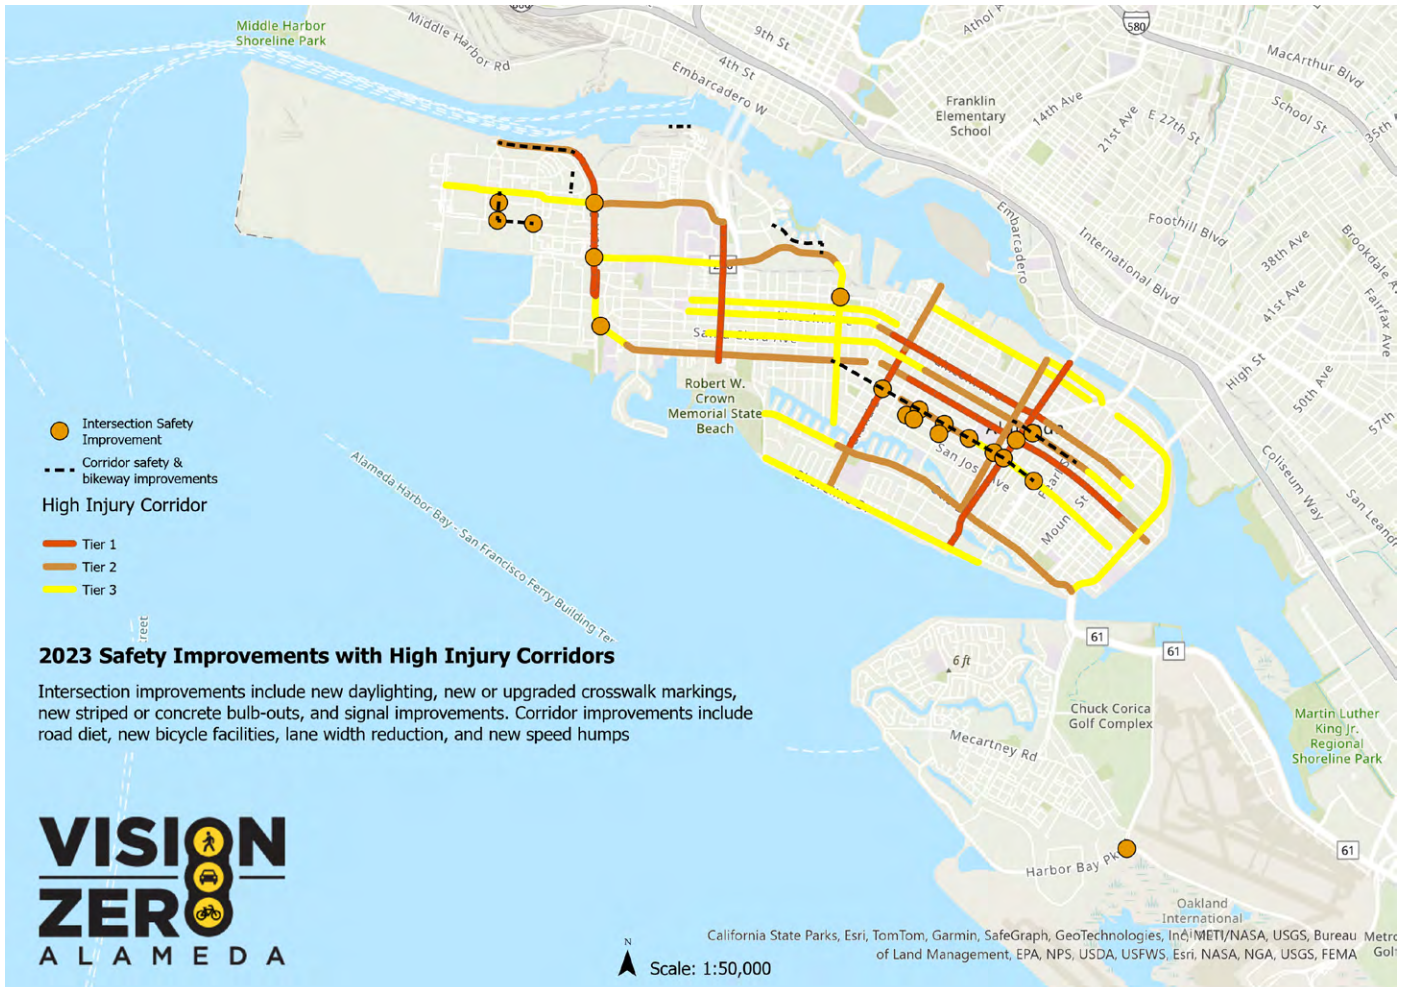 Middle Harbor
Shoreline Park
Middle Harbor Rd
9th St
4th St
Embarcadero W
580
MacArthur Blvd
School St
35th
Franklin
Elementary
School
14th Ave
21st Ave
E 27th St
Foothill Blvd
International Blvd
38th Ave
41st Ave
Brookdale
Fairfax Ave
High St
50th Ave
57th
Coliseum Way
San Leand
Embarcadero
Robert W.
Crown
Memorial State
Beach
San Jos
Ave
Moun
St
Intersection Safety
Improvement
Corridor safety &
bikeway improvements
High Injury Corridor
Tier 1
Tier 2
Tier 3
Alameda Harbor Bay - San Francisco Ferry Building Ter
reet
2023 Safety Improvements with High Injury Corridors
Intersection improvements include new daylighting, new or upgraded crosswalk markings,
new striped or concrete bulb-outs, and signal improvements. Corridor improvements include
road diet, new bicycle facilities, lane width reduction, and new speed humps
61
61
6 ft
Chuck Corica
Golf Complex
Mecartney Rd
Martin Luther
King Jr.
Regional
Shoreline Park
61
Harbor Bay Pk
Oakland
International
VISION
ZERO
ALAMEDA
N
Scale: 1:50,000
California State Parks, Esri, TomTom, Garmin, SafeGraph, GeoTechnologies, Inc, METI/NASA, USGS, Bureau
of Land Management, EPA, NPS, USDA, USFWS, Esri, NASA, NGA, USGS, FEMA
Metro
Golf